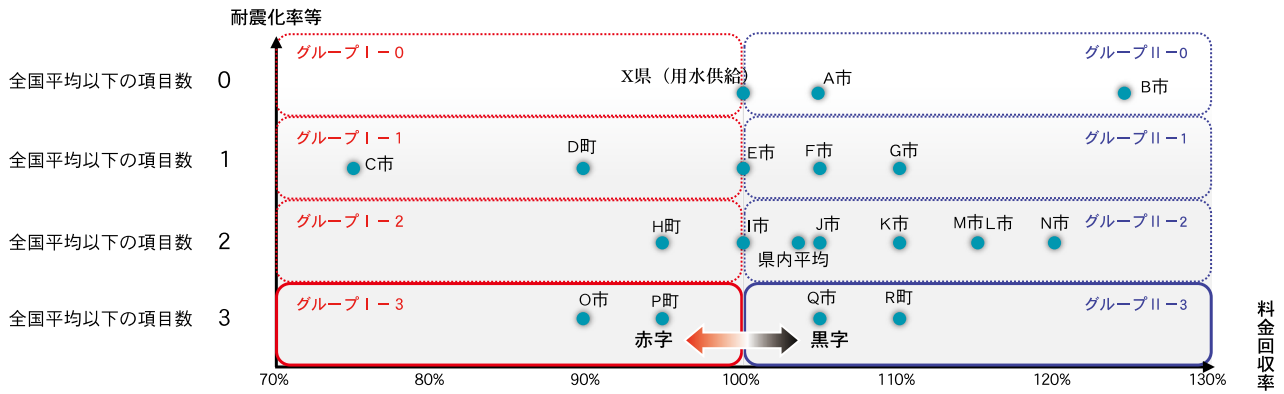 耐震化率等
グループⅠ－0
グループⅡ－0
全国平均以下の項目数 0
X県（用水供給）
A市
B市
グループⅠ－1
グループⅡ－1
全国平均以下の項目数 1
C市
D町
E市
F市
G市
グループⅠ－2
グループⅡ－2
全国平均以下の項目数 2
H町
I市
J市
K市
M市L市
N市
県内平均
グループⅠ－3
グループⅡ－3
全国平均以下の項目数 3
O市
P町
Q市
R町
赤字
黒字
料金回収率
70%
80%
90%
100%
110%
120%
130%